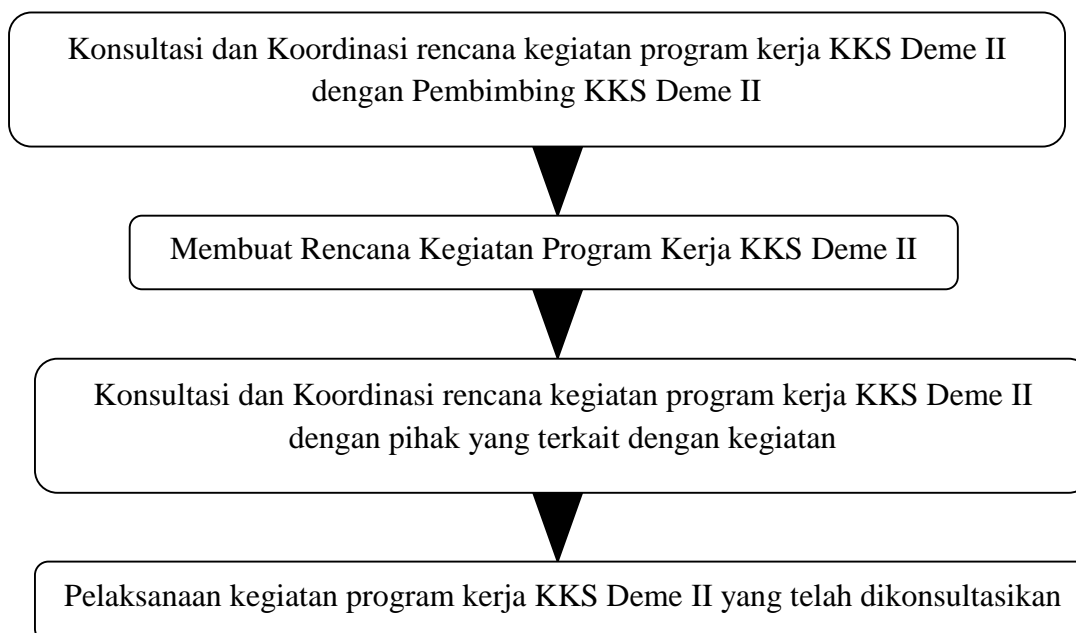 Konsultasi dan Koordinasi rencana kegiatan program kerja KKS Deme II
dengan Pembimbing KKS Deme II
Membuat Rencana Kegiatan Program Kerja KKS Deme II
Konsultasi dan Koordinasi rencana kegiatan program kerja KKS Deme II
dengan pihak yang terkait dengan kegiatan
Pelaksanaan kegiatan program kerja KKS Deme II yang telah dikonsultasikan